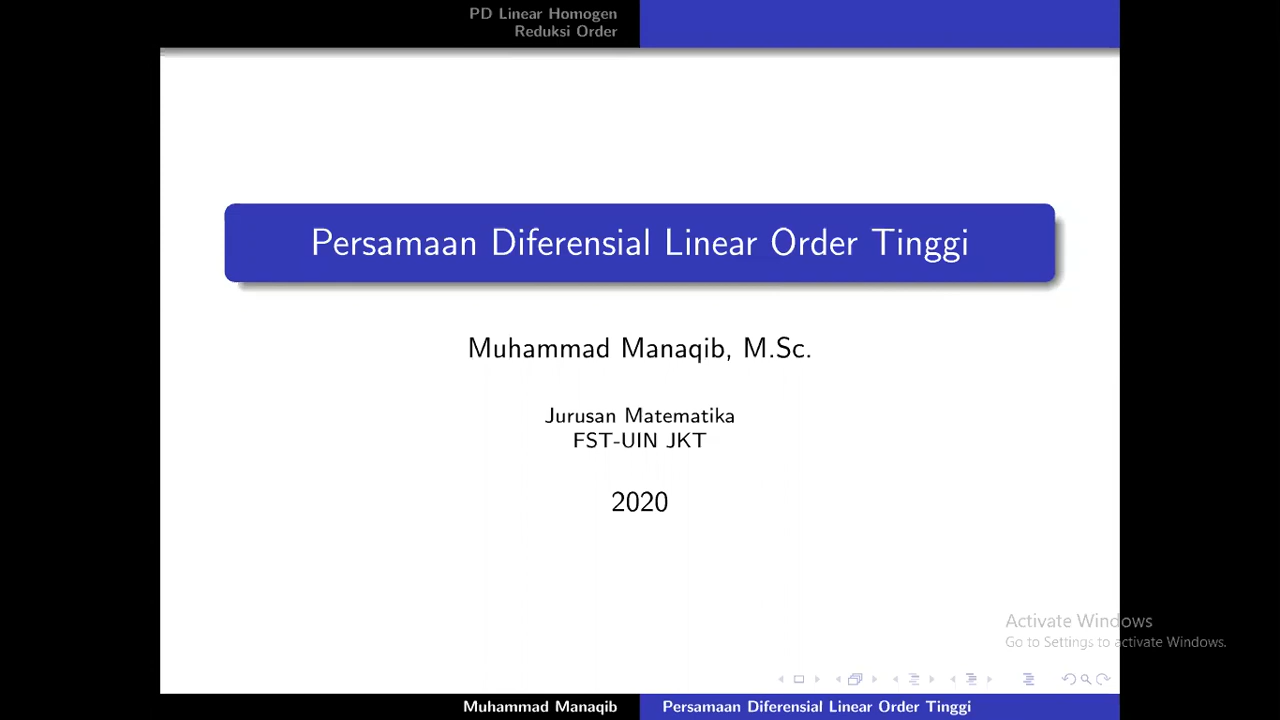 PD Linear Homogen
Reduksi Order
Persamaan Diferensial Linear Order Tinggi
Muhammad Manaqib, M.Sc.
Jurusan Matematika
FST-UIN JKT
2020
Activate Windows
Go to Settings to activate Windows.
Muhammad Manaqib
Persamaan Diferensial Linear Order Tinggi